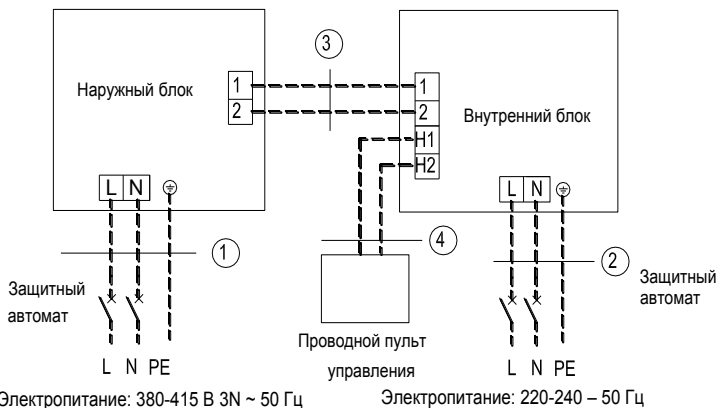 3
Наружный блок
1
2
1
2
H1
H2
Внутренний блок
L N
L N
1
4
2
Защитный
автомат
Защитный
автомат
L N PE
Проводной пульт
управления
L N PE
Электропитание: 380-415 В 3N ~ 50 Гц
Электропитание: 220-240 – 50 Гц